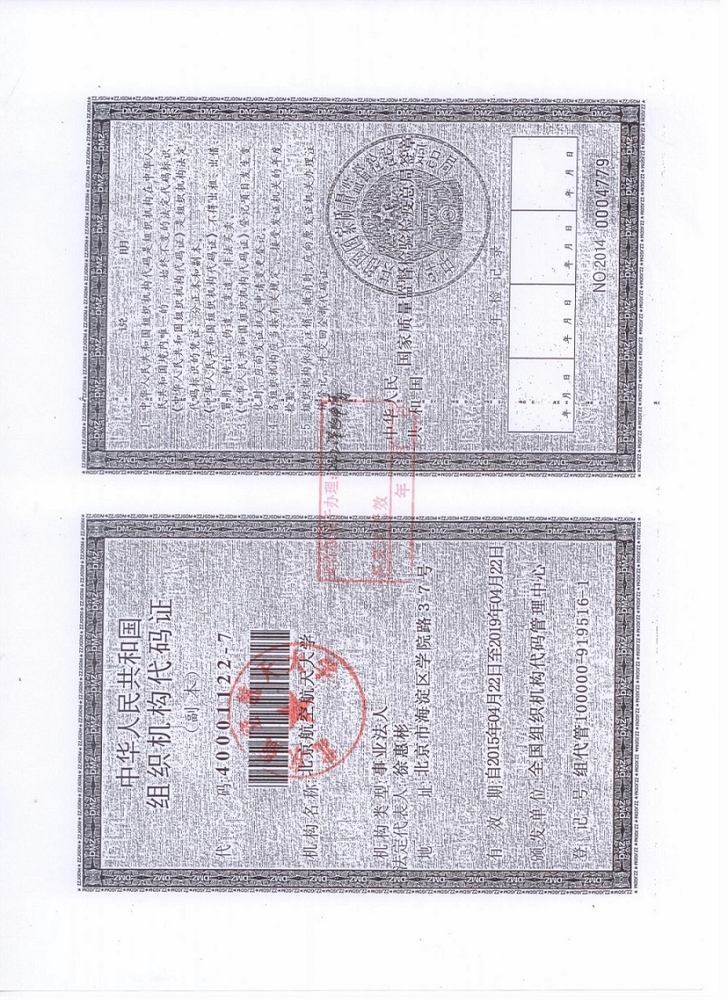 中华人民共和国
组织机构代码证
(副 本)
代 码:40001122-7
机构名称:北京航空航天大学
机构类型:事业法人
法定代表人:徐惠彬
地 址:北京市海淀区学院路37号
有 效 期:自2015年04月22日至2019年04月22日
颁发单位:全国组织机构代码管理中心
登 记 号:组代管100000-919516-1
办理:
效
年
说 明
1. 中华人民共和国组织机构代码是组织机构在中华人
民共和国境内唯一的、始终不变的法定代码标识,
《中华人民共和国组织机构代码证》是组织机构法定
代码标识的凭证,分正本和副本。
2.《中华人民共和国组织机构代码证》不得出租、出借、
冒用、转让、伪造、变造、非法买卖。
3.《中华人民共和国组织机构代码证》登记项目发生变
化时,应向发证机关申请变更登记。
4. 各组织机构应当按有关规定,接受发证机关的年度
检验。
5. 组织机构依法注销、撤消时,应向原发证机关办理注
销登记,并交回全部代码证。
中华人民
共和国
国家质量监督检验检疫总局签章
年 检 记 录
年 月 日
年 月 日
年 月 日
年 月 日
NO.2014 0004779